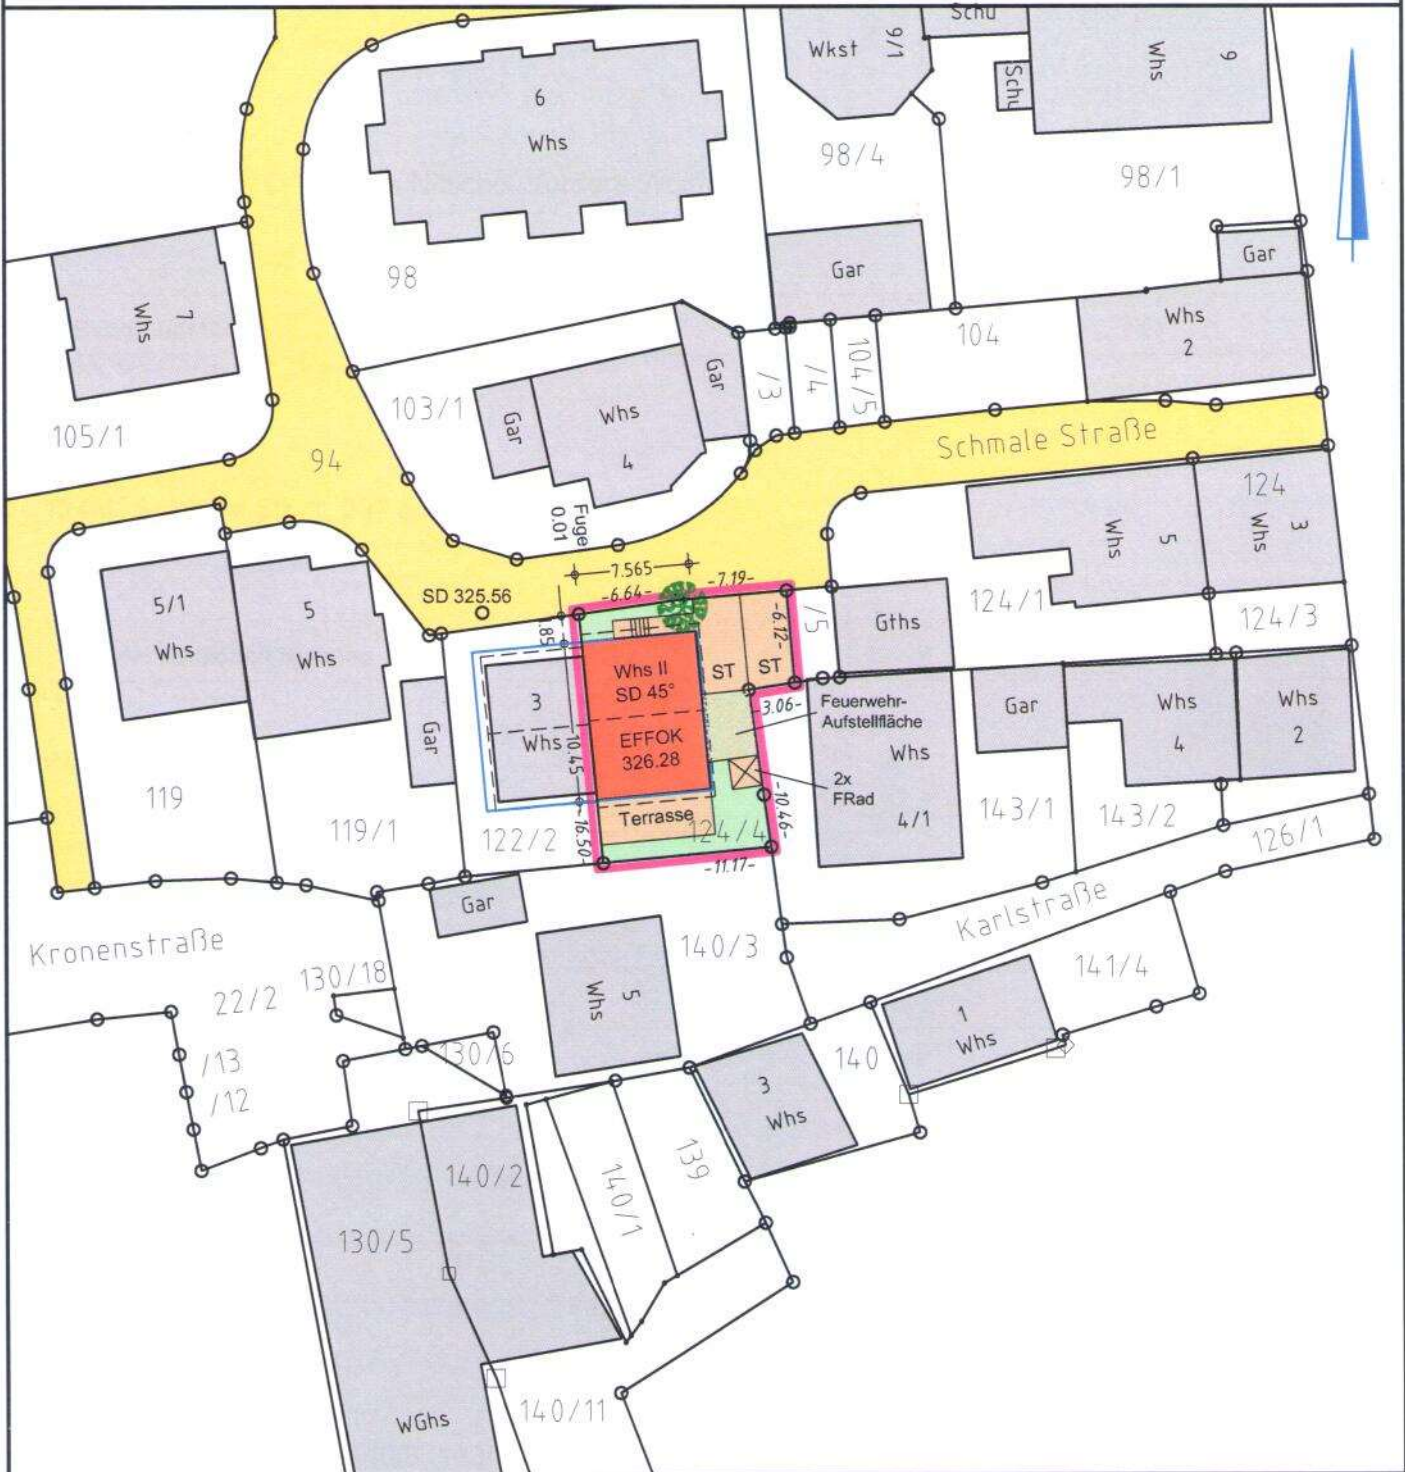 Schu
Wkst
9/1
Whs
9
Schu
6
Whs
98/4
98/1
98
Gar
Gar
7
Whs
104
Whs
2
103/1
Gar
Whs
4
Gar
/3
/4
104/5
105/1
94
Schmale Straße
124
3
Whs
5
Whs
Fuge
0.01
7.565
-7.19-
-6.64-
SD 325.56
5/1
Whs
5
Whs
1.85
-6.12-
/5
Gths
124/1
124/3
Whs II
SD 45°
ST
ST
3
Whs
Gar
EFFOK
326.28
-3.06-
Feuerwehr-
Aufstellfläche
Whs
Gar
Whs
4
Whs
2
10.45
2x
FRad
4/1
119
119/1
122/2
-16.50-
Terrasse
124/4
-10.46-
-11.17-
143/1
143/2
126/1
Gar
Kronenstraße
Karlstraße
140/3
22/2
130/18
5
Whs
141/4
1
Whs
/13
/12
130/6
140
3
Whs
139
140/2
140/1
130/5
140/11
WGhs